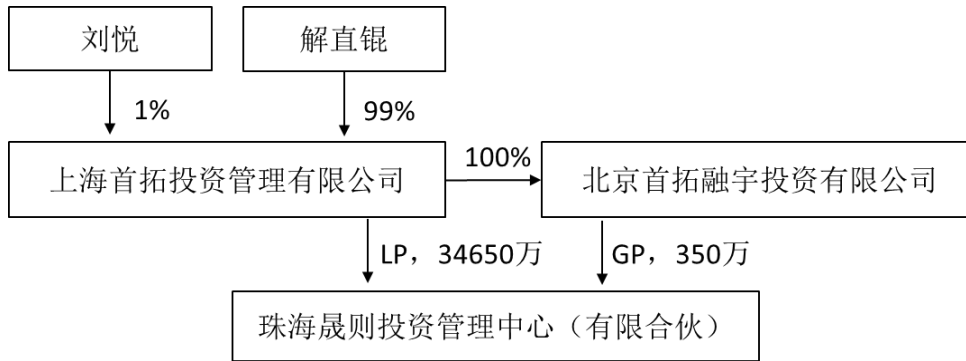 刘悦
解直锟
1%
99%
上海首拓投资管理有限公司
100%
北京首拓融宇投资有限公司
LP，34650万
GP，350万
珠海晟则投资管理中心（有限合伙）